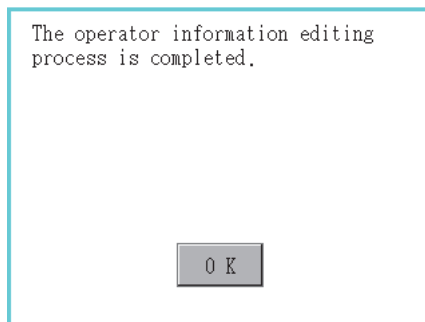 The operator information editing
process is completed.
O K